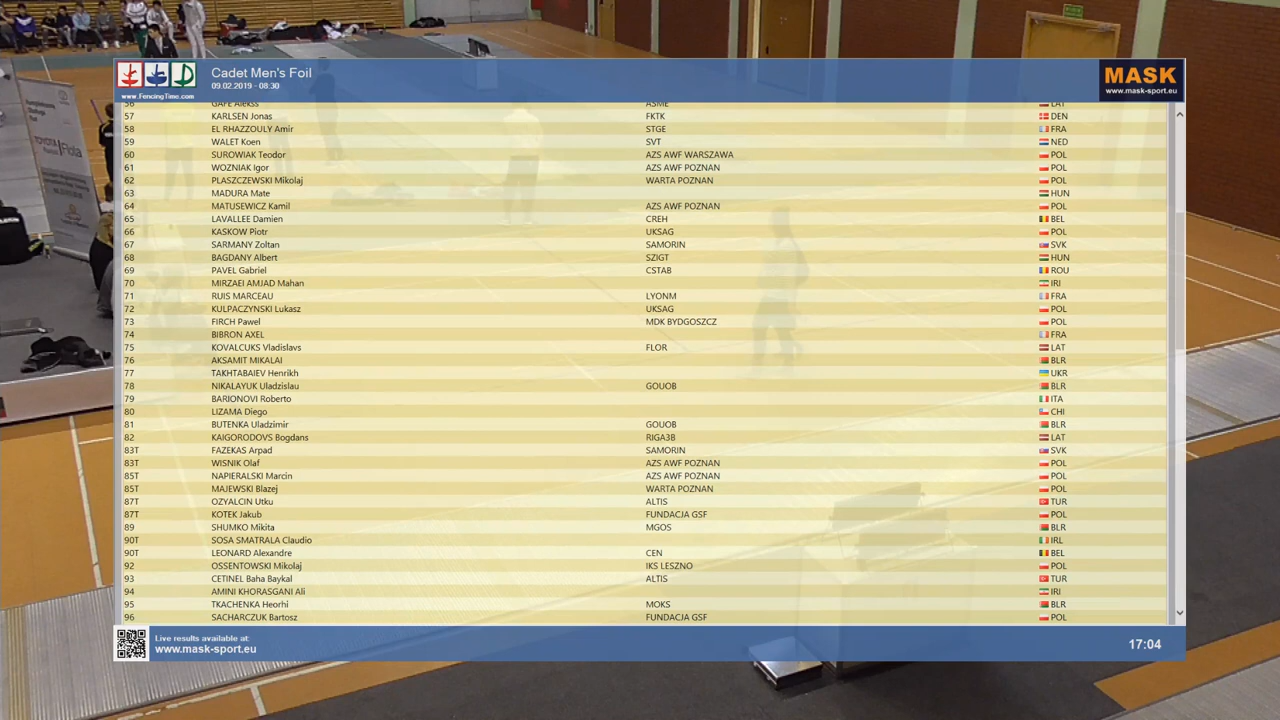 Cadet Men's Foil
09.02.2019 - 08:30
www.FencingTime.com
MASK
www.mask-sport.eu
56 GAFE Alekss ASME LAT
57 KARLSEN Jonas FKTK DEN
58 EL RHAZZOULY Amir STGE FRA
59 WALET Koen SVT NED
60 SUROWIAK Teodor AZS AWF WARSZAWA POL
61 WOZNIAK Igor AZS AWF POZNAN POL
62 PLASZCZEWSKI Mikolaj WARTA POZNAN POL
63 MADURA Mate HUN
64 MATUSEWICZ Kamil AZS AWF POZNAN POL
65 LAVALLEE Damien CREH BEL
66 KASKOW Piotr UKSAG POL
67 SARMANY Zoltan SAMORIN SVK
68 BAGDANY Albert SZIGT HUN
69 PAVEL Gabriel CSTAB ROU
70 MIRZAEI AMJAD Mahan IRI
71 RUIS MARCEAU LYONM FRA
72 KULPACZYNSKI Lukasz UKSAG POL
73 FIRCH Pawel MDK BYDGOSZCZ POL
74 BIBRON AXEL FRA
75 KOVALCUKS Vladislavs FLOR LAT
76 AKSAMIT MIKALAI BLR
77 TAKHTABAIEV Henrikh UKR
78 NIKALAYUK Uladzislau GOUOB BLR
79 BARIONOVI Roberto ITA
80 LIZAMA Diego CHI
81 BUTENKA Uladzimir GOUOB BLR
82 KAIGORODOVS Bogdans RIGA3B LAT
83T FAZEKAS Arpad SAMORIN SVK
83T WISNIK Olaf AZS AWF POZNAN POL
85T NAPIERALSKI Marcin AZS AWF POZNAN POL
85T MAJEWSKI Blazej WARTA POZNAN POL
87T OZYALCIN Utku ALTIS TUR
87T KOTEK Jakub FUNDACJA GSF POL
89 SHUMKO Mikita MGOS BLR
90T SOSA SMATRALA Claudio IRL
90T LEONARD Alexandre CEN BEL
92 OSSENTOWSKI Mikolaj IKS LESZNO POL
93 CETINEL Baha Baykal ALTIS TUR
94 AMINI KHORASGANI Ali IRI
95 TKACHENKA Heorhi MOKS BLR
96 SACHARCZUK Bartosz FUNDACJA GSF POL
Live results available at:
www.mask-sport.eu
17:04